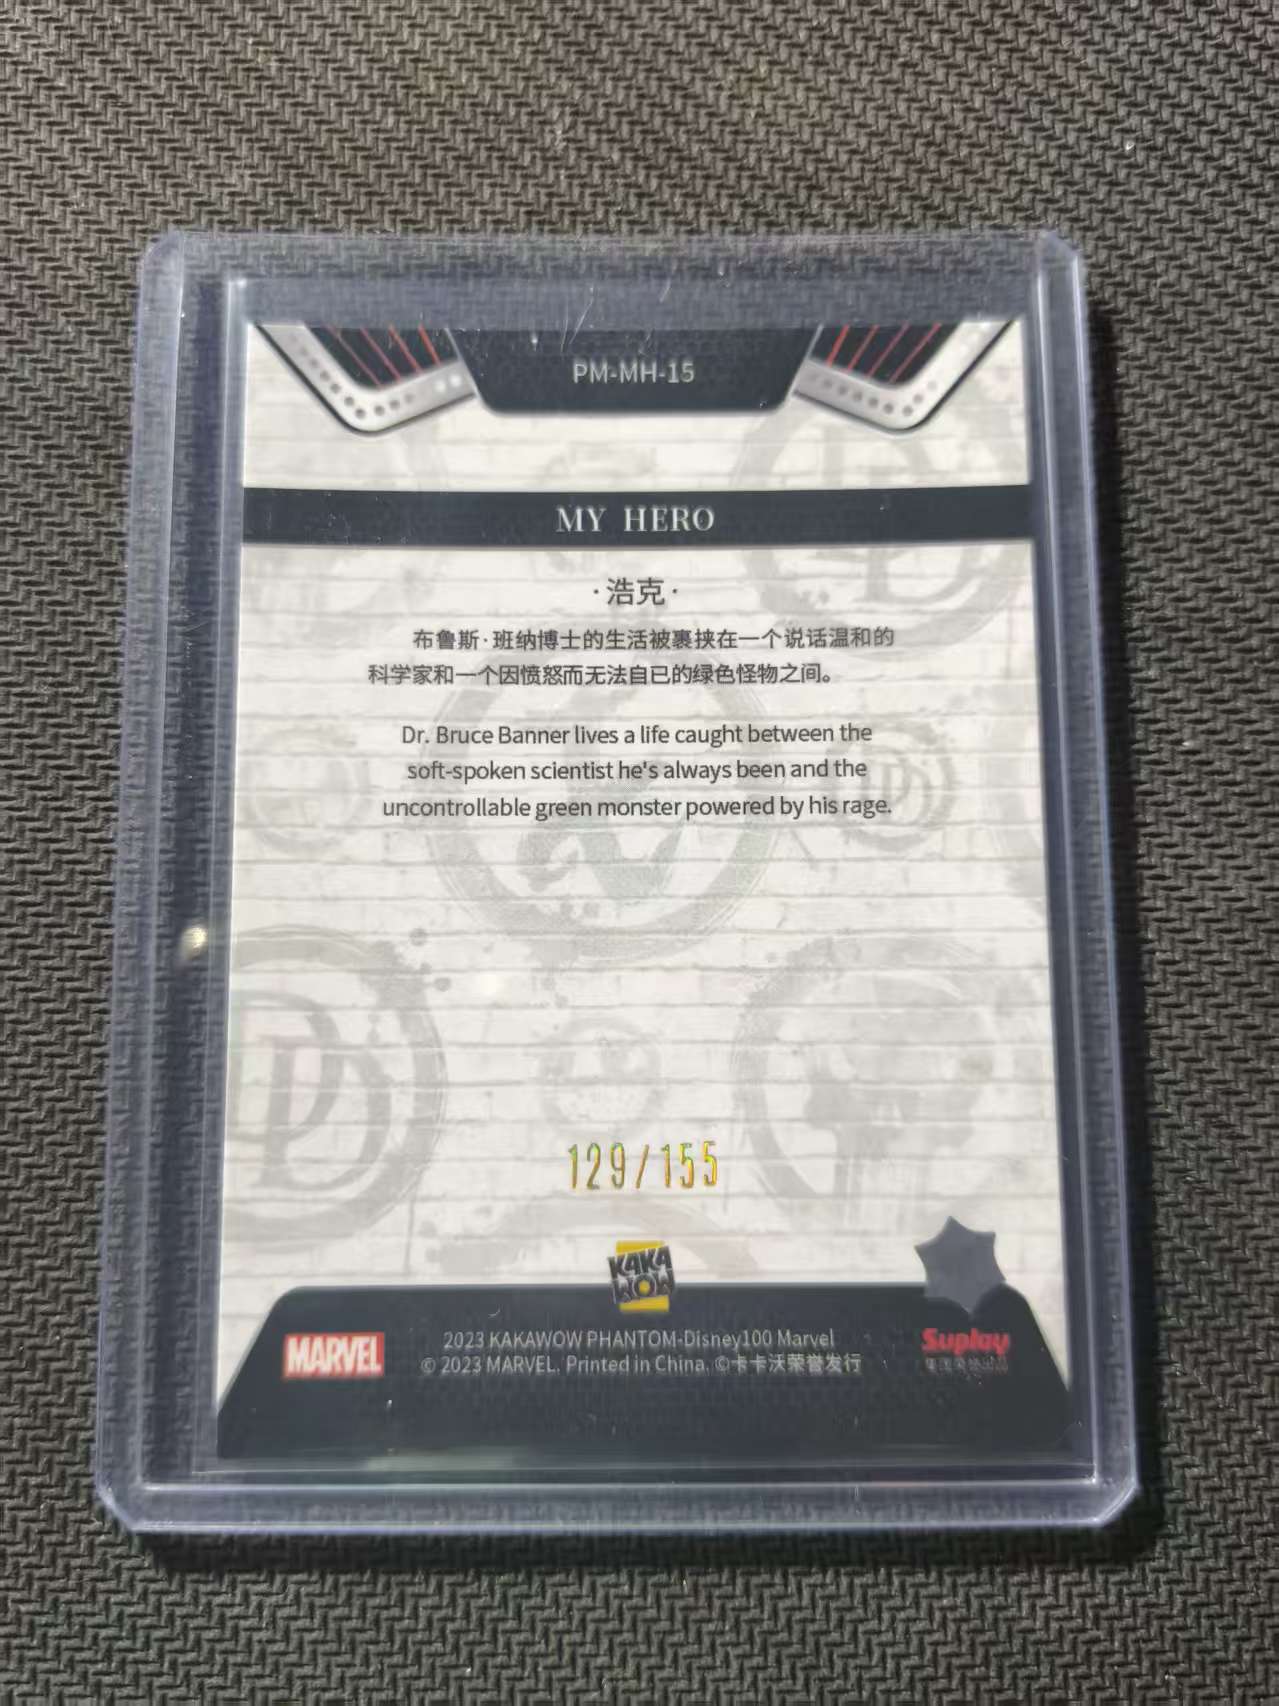 PM-MH-15
MY HERO
·浩克·
布鲁斯·班纳博士的生活被裹挟在一个说话温和的
科学家和一个因愤怒而无法自已的绿色怪物之间。
Dr. Bruce Banner lives a life caught between the
soft-spoken scientist he's always been and the
uncontrollable green monster powered by his rage.
129/155
KAKA
WOW
MARVEL
2023 KAKAWOW PHANTOM-Disney100 Marvel
© 2023 MARVEL. Printed in China. ©卡卡沃荣誉发行
Suplay